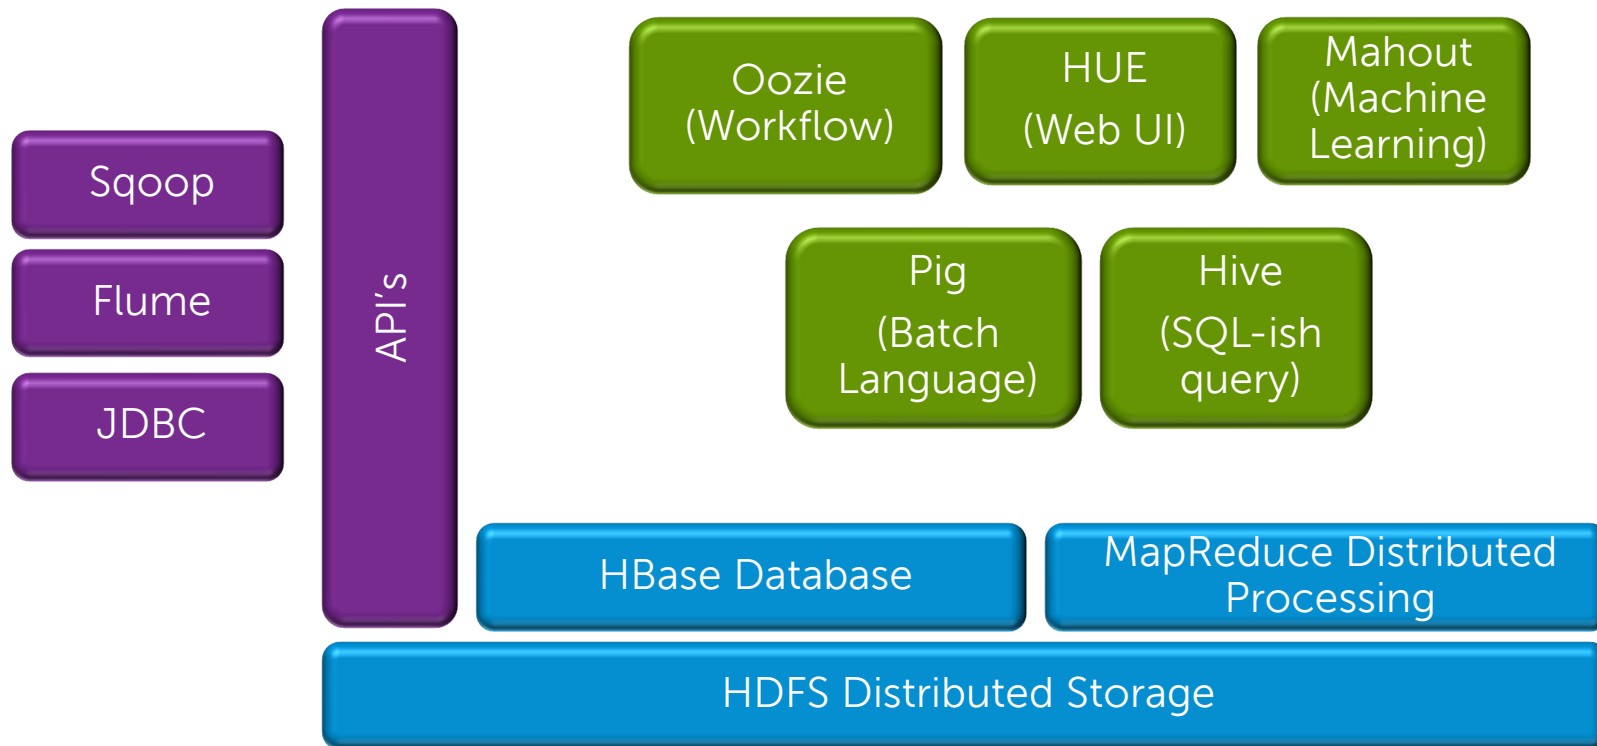 Oozie
(Workflow)
HUE
(Web UI)
Mahout
(Machine
Learning)
Sqoop
Flume
JDBC
API's
Pig
(Batch
Language)
Hive
(SQL-ish
query)
HBase Database
MapReduce Distributed
Processing
HDFS Distributed Storage